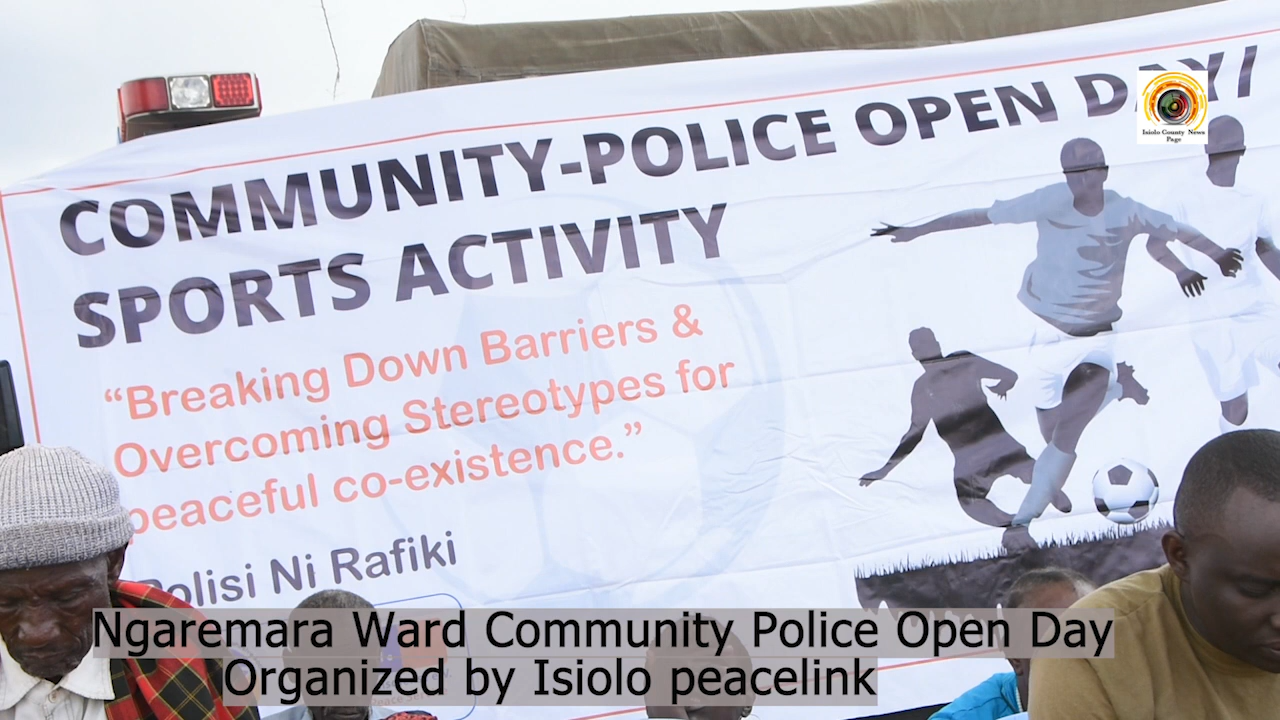 COMMUNITY-POLICE OPEN DAY/
SPORTS ACTIVITY
“Breaking Down Barriers &
Overcoming Stereotypes for
peaceful co-existence.”
Polisi Ni Rafiki
Isiolo County News
Page
Ngaremara Ward Community Police Open Day
Organized by Isiolo peacelink